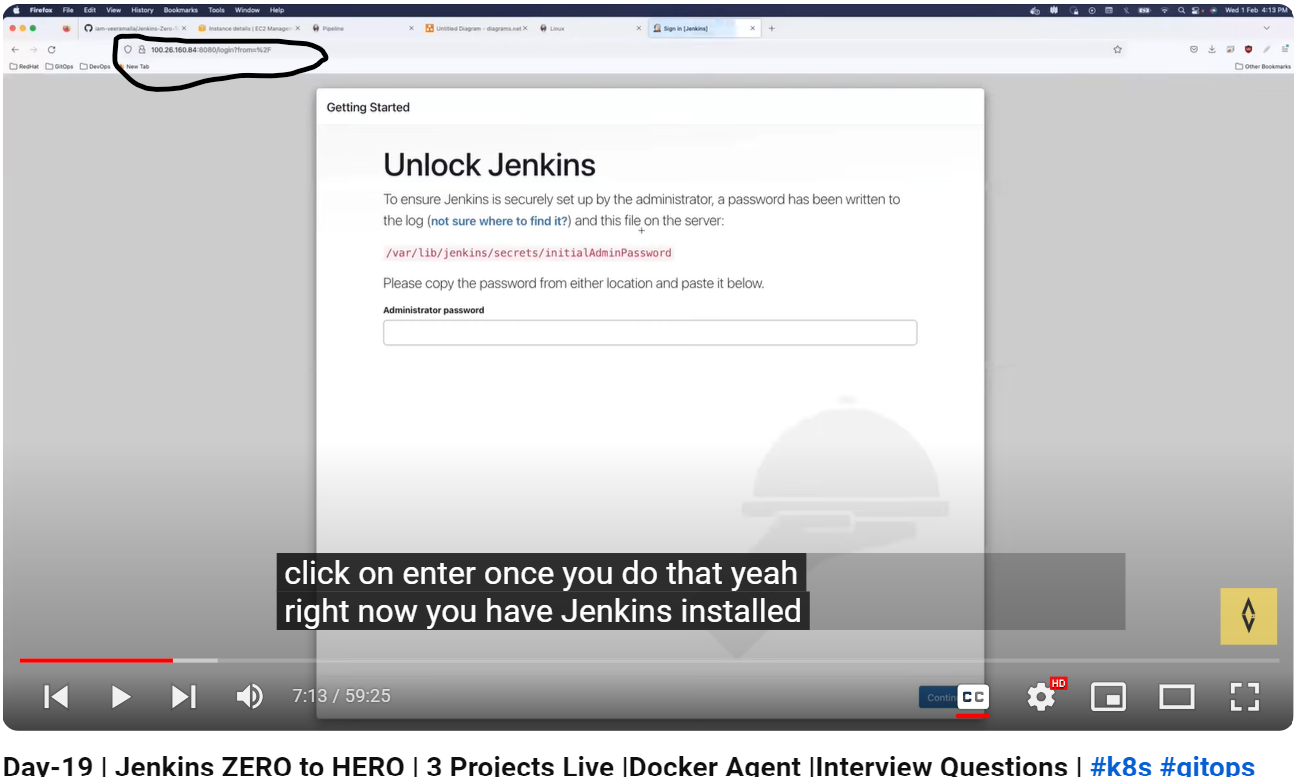 Firefox File Edit View History Bookmarks Tools Window Help
Wed 1 Feb 4:13 PM
iam-veeramalla/Jenkins-Zero-
Instance details | EC2 Manager
Pipeline
Untitled Diagram - diagrams.net
Linux
Sign in [Jenkins]
100.26.160.84:8080/login?from=%2F
RedHat GitOps DevOps New Tab
Other Bookmarks
Getting Started
Unlock Jenkins
To ensure Jenkins is securely set up by the administrator, a password has been written to
the log (not sure where to find it?) and this file on the server:
/var/lib/jenkins/secrets/initialAdminPassword
Please copy the password from either location and paste it below.
Administrator password
click on enter once you do that yeah
right now you have Jenkins installed
7:13 / 59:25
Contin
CC
HD
Day-19 | Jenkins ZERO to HERO | 3 Projects Live |Docker Agent |Interview Questions | #k8s #gitops